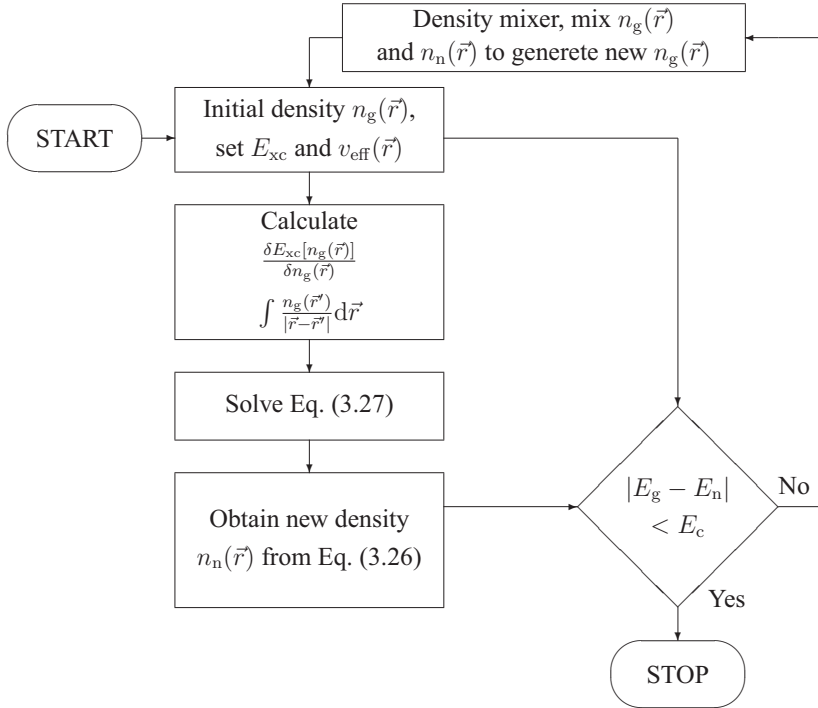 Density mixer, mix n_g(r⃗)
and n_n(r⃗) to generete new n_g(r⃗)
START
Initial density n_g(r⃗),
set E_xc and v_eff(r⃗)
Calculate
δE_xc[n_g(r⃗)] / δn_g(r⃗)
∫ n_g(r⃗′) / |r⃗−r⃗′| dr⃗
Solve Eq. (3.27)
Obtain new density
n_n(r⃗) from Eq. (3.26)
|E_g − E_n|
< E_c
No
Yes
STOP